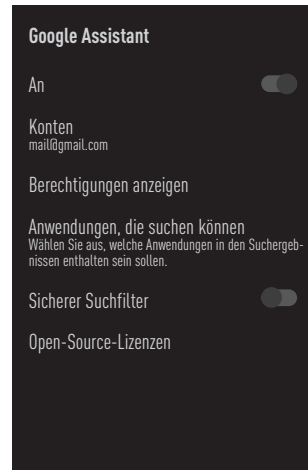 Google Assistant
An
Konten
mail@gmail.com
Berechtigungen anzeigen
Anwendungen, die suchen können
Wählen Sie aus, welche Anwendungen in den Suchergeb-
nissen enthalten sein sollen.
Sicherer Suchfilter
Open-Source-Lizenzen